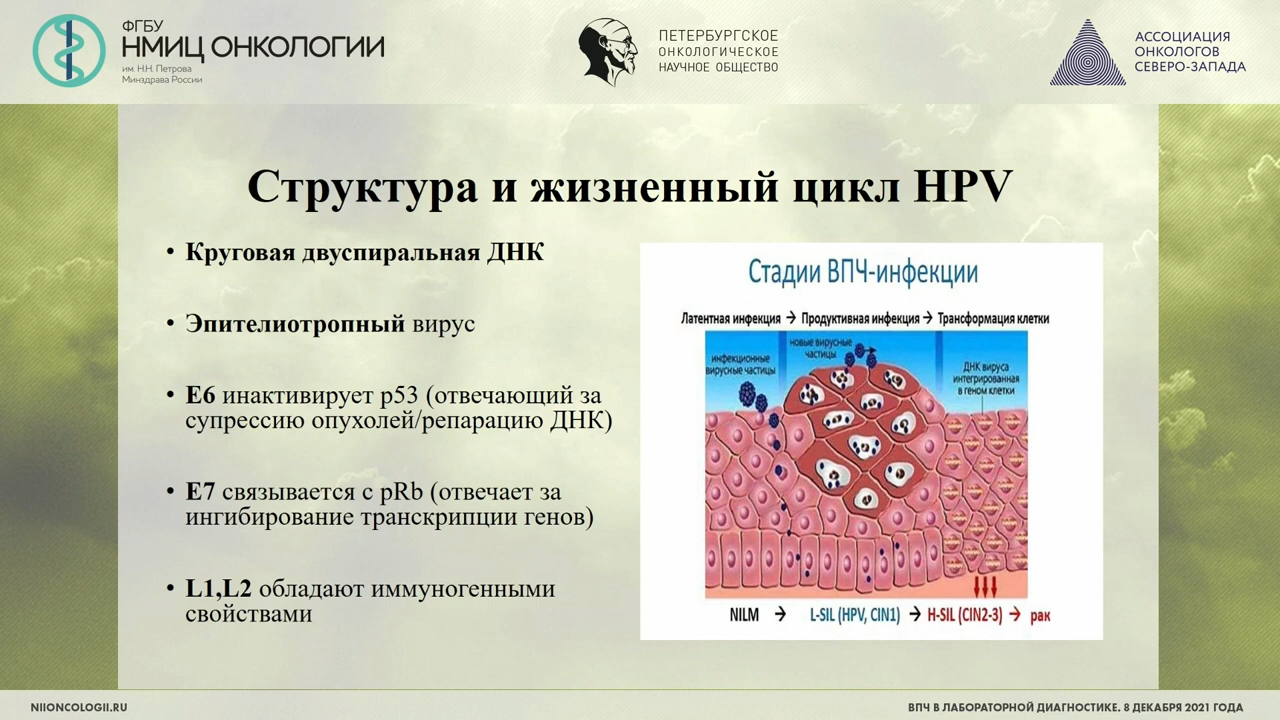 ФГБУ
НМИЦ ОНКОЛОГИИ
им. Н.Н. Петрова
Минздрава России
ПЕТЕРБУРГСКОЕ
ОНКОЛОГИЧЕСКОЕ
НАУЧНОЕ ОБЩЕСТВО
АССОЦИАЦИЯ
ОНКОЛОГОВ
СЕВЕРО-ЗАПАДА
Структура и жизненный цикл HPV
• Круговая двуспиральная ДНК
• Эпителиотропный вирус
• E6 инактивирует p53 (отвечающий за
супрессию опухолей/репарацию ДНК)
• E7 связывается с pRb (отвечает за
ингибирование транскрипции генов)
• L1,L2 обладают иммуногенными
свойствами
Стадии ВПЧ-инфекции
Латентная инфекция → Продуктивная инфекция → Трансформация клетки
инфекционные
вирусные частицы
новые вирусные
частицы
ДНК вируса
интегрированная
в геном клетки
NILM → L-SIL (HPV, CIN1) → H-SIL (CIN2-3) → рак
NIIONCOLOGII.RU
ВПЧ В ЛАБОРАТОРНОЙ ДИАГНОСТИКЕ. 8 ДЕКАБРЯ 2021 ГОДА